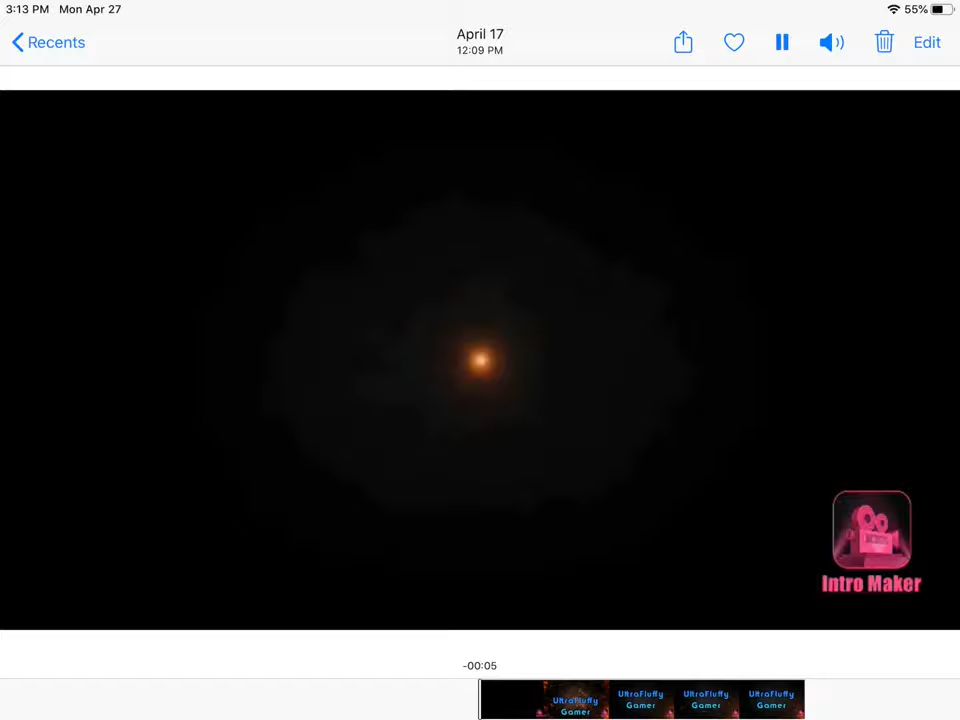 3:13 PM Mon Apr 27
55%
Recents
April 17
12:09 PM
Edit
Intro Maker
-00:05
UltraFluffy
Gamer
UltraFluffy
Gamer
UltraFluffy
Gamer
UltraFluffy
Gamer